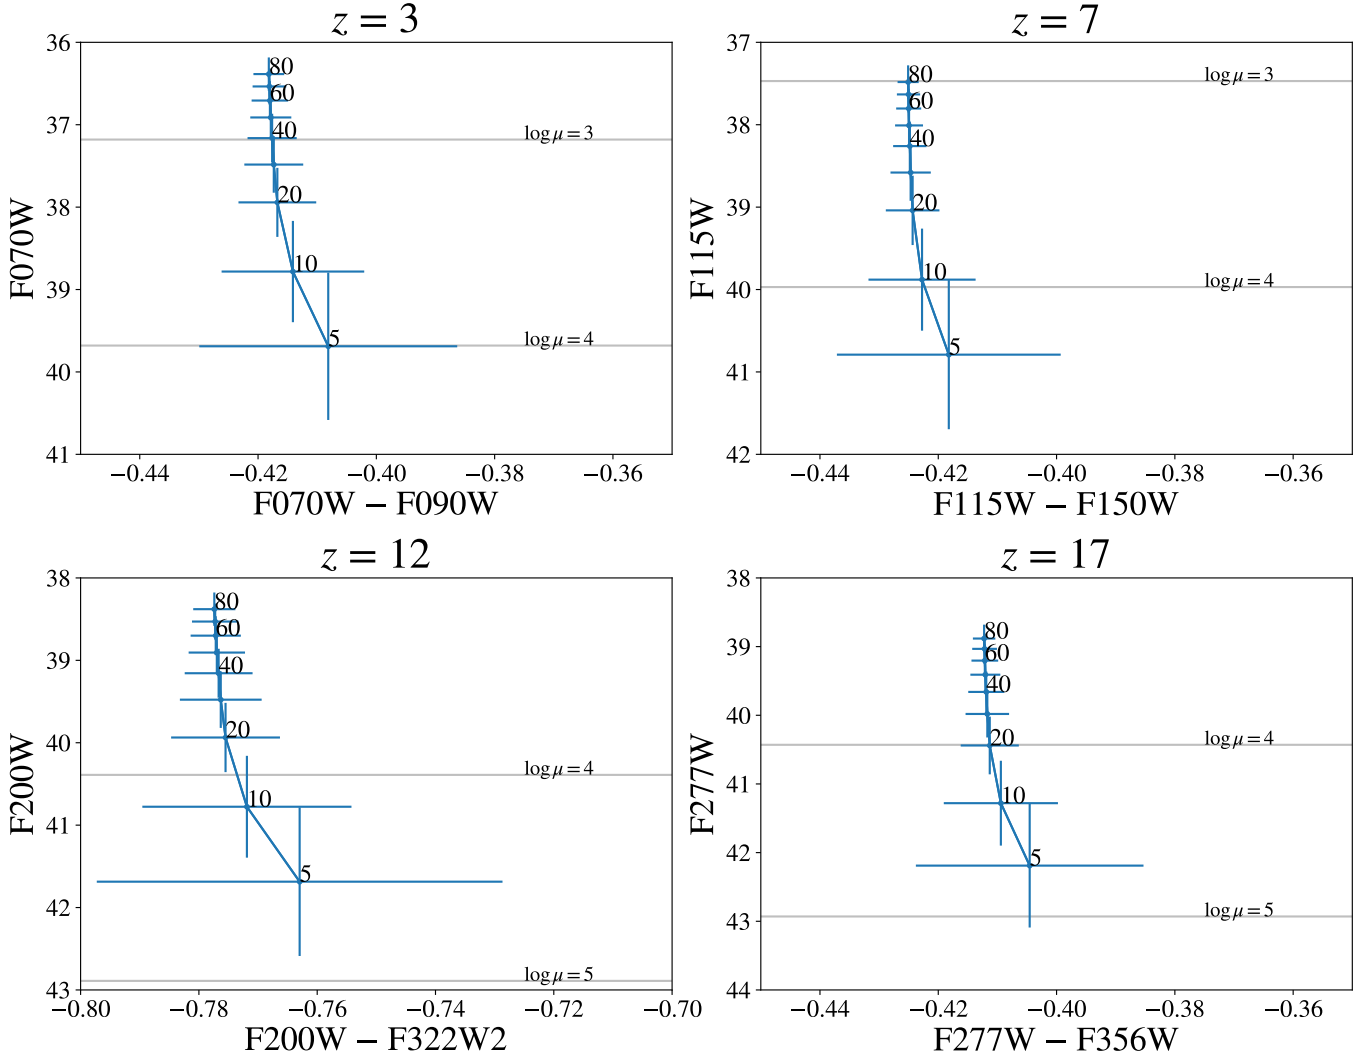 z = 3
36
37
38
39
40
41
F070W
80
60
40
20
10
5
log μ = 3
log μ = 4
−0.44 −0.42 −0.40 −0.38 −0.36
F070W − F090W
z = 7
37
38
39
40
41
42
F115W
80
60
40
20
10
5
log μ = 3
log μ = 4
−0.44 −0.42 −0.40 −0.38 −0.36
F115W − F150W
z = 12
38
39
40
41
42
43
F200W
80
60
40
20
10
5
log μ = 4
log μ = 5
−0.80 −0.78 −0.76 −0.74 −0.72 −0.70
F200W − F322W2
z = 17
38
39
40
41
42
43
44
F277W
80
60
40
20
10
5
log μ = 4
log μ = 5
−0.44 −0.42 −0.40 −0.38 −0.36
F277W − F356W